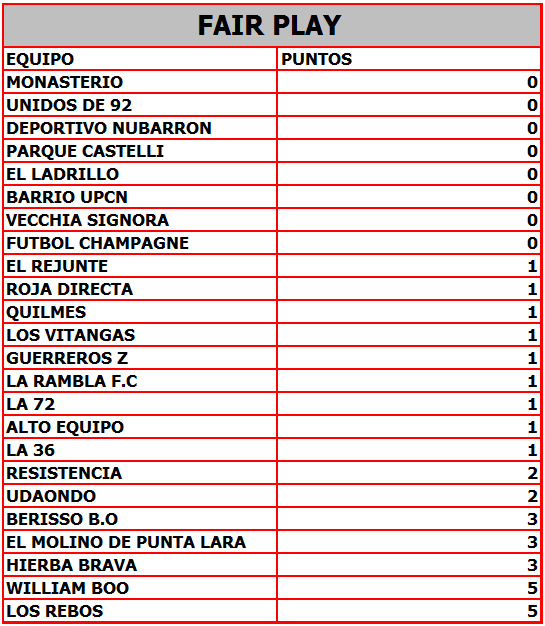 FAIR PLAY
EQUIPO PUNTOS
MONASTERIO 0
UNIDOS DE 92 0
DEPORTIVO NUBARRON 0
PARQUE CASTELLI 0
EL LADRILLO 0
BARRIO UPCN 0
VECCHIA SIGNORA 0
FUTBOL CHAMPAGNE 0
EL REJUNTE 1
ROJA DIRECTA 1
QUILMES 1
LOS VITANGAS 1
GUERREROS Z 1
LA RAMBLA F.C 1
LA 72 1
ALTO EQUIPO 1
LA 36 1
RESISTENCIA 2
UDAONDO 2
BERISSO B.O 3
EL MOLINO DE PUNTA LARA 3
HIERBA BRAVA 3
WILLIAM BOO 5
LOS REBOS 5